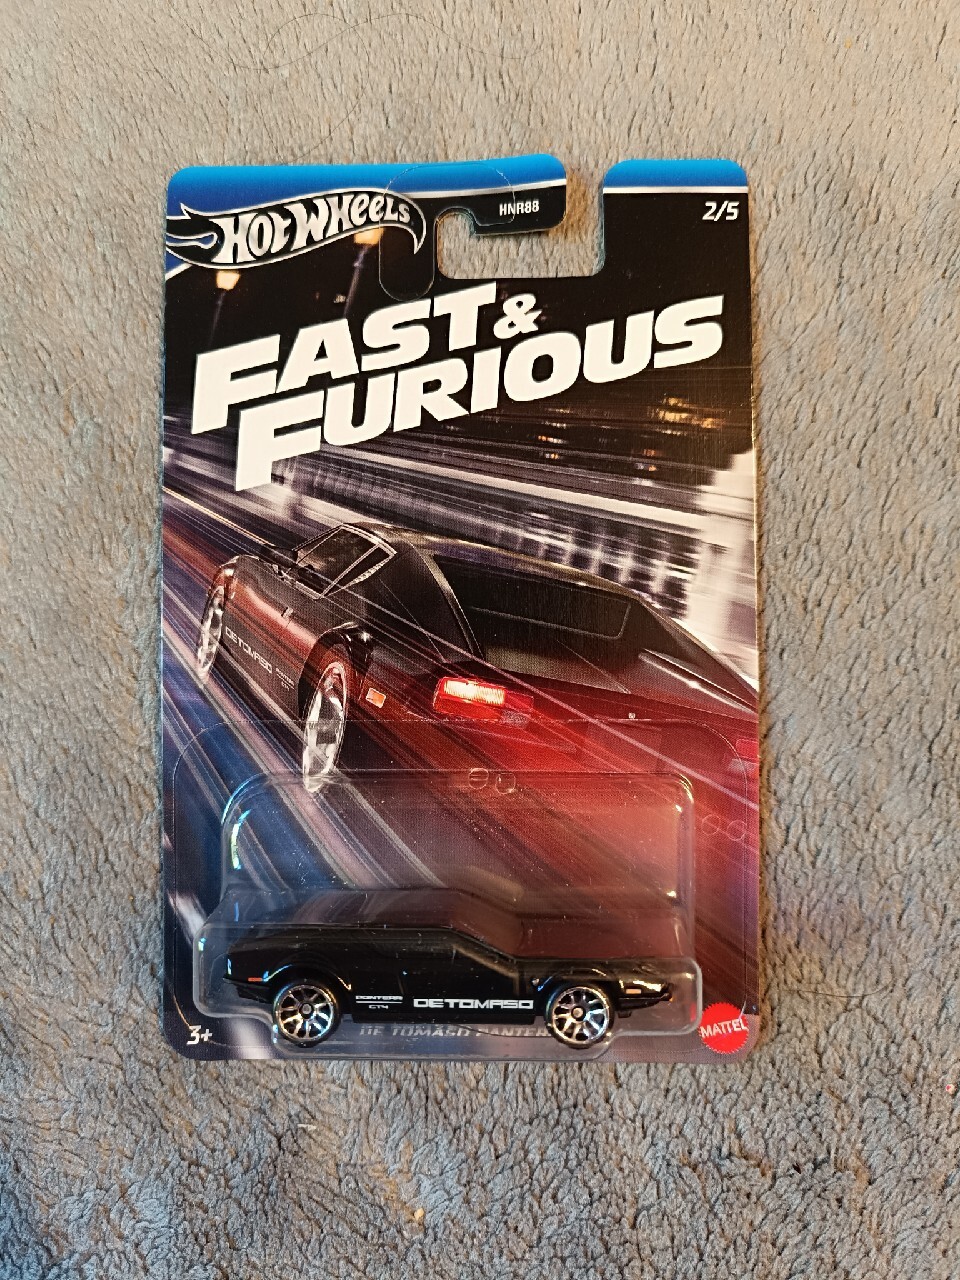 HOT WHEELS
HNR88
2/5
FAST &
FURIOUS
DETOMASO
PANTERA
GT4
DETOMASO
DE TOMASO PANTERA
3+
MATTEL